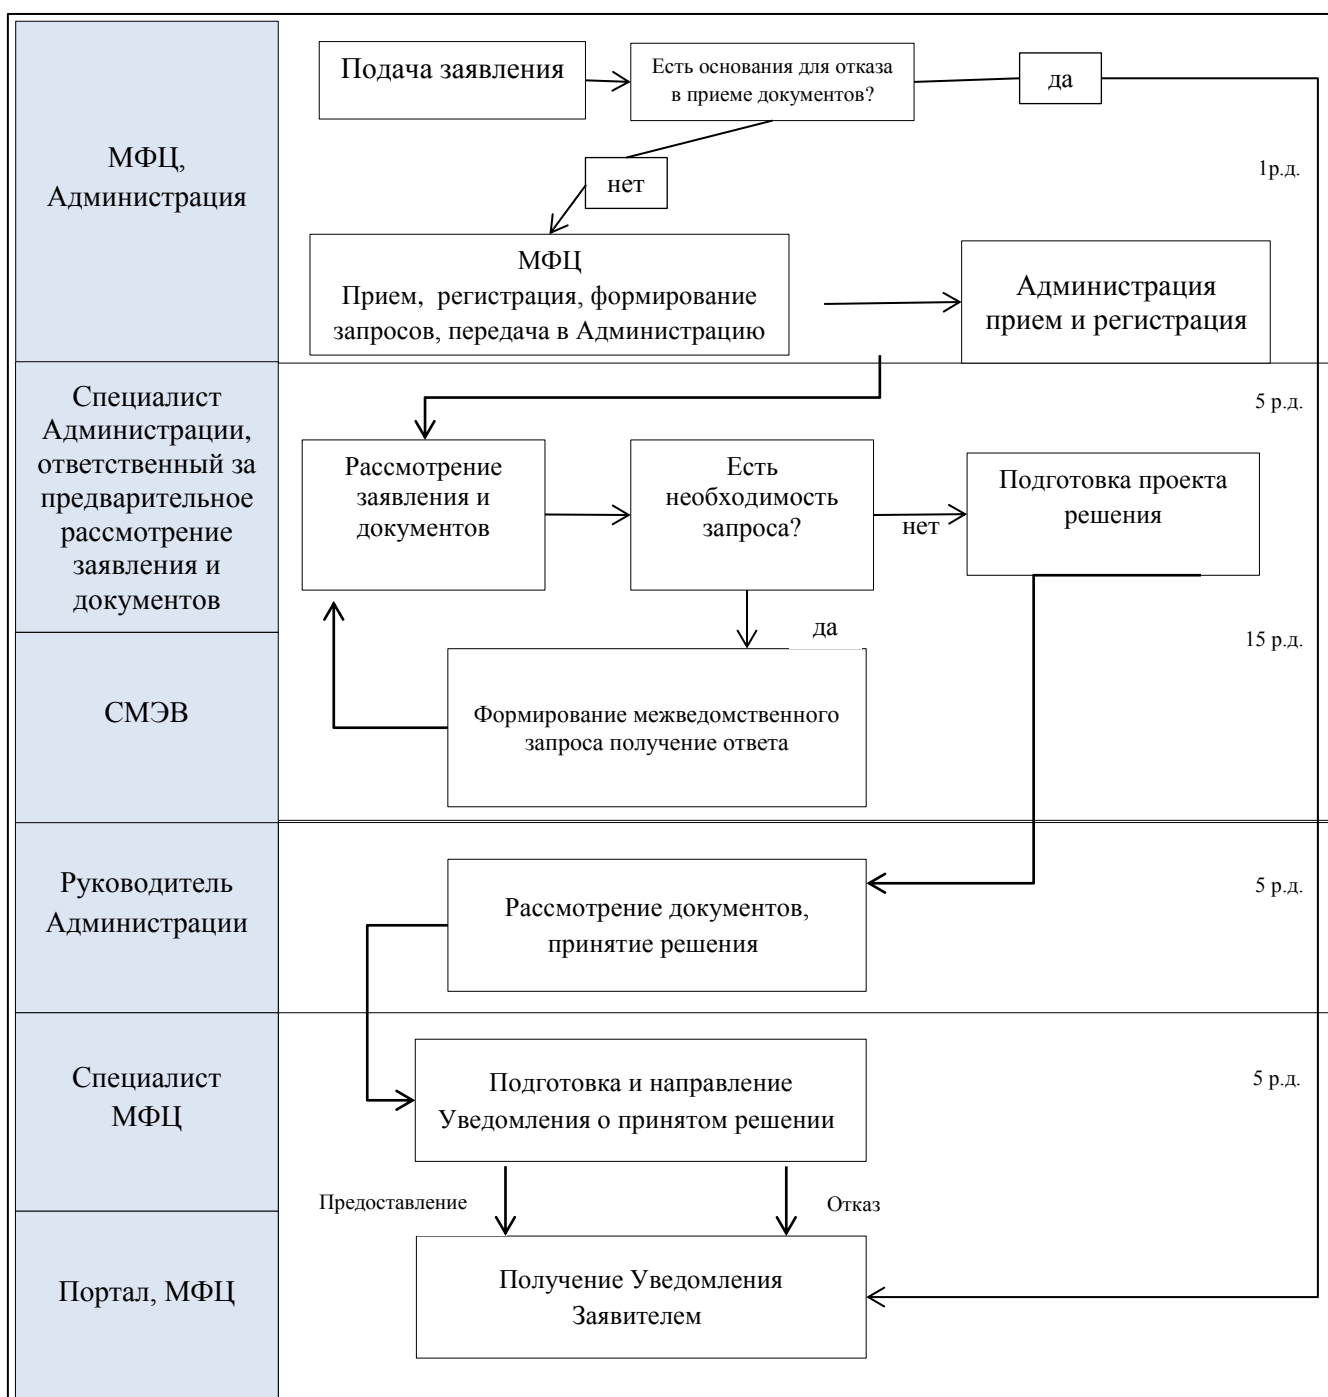 МФЦ,
Администрация
Подача заявления
Есть основания для отказа
в приеме документов?
да
нет
1р.д.
МФЦ
Прием, регистрация, формирование
запросов, передача в Администрацию
Администрация
прием и регистрация
Специалист
Администрации,
ответственный за
предварительное
рассмотрение
заявления и
документов
5 р.д.
Рассмотрение
заявления и
документов
Есть
необходимость
запроса?
нет
Подготовка проекта
решения
да
15 р.д.
СМЭВ
Формирование межведомственного
запроса получение ответа
Руководитель
Администрации
5 р.д.
Рассмотрение документов,
принятие решения
Специалист
МФЦ
5 р.д.
Подготовка и направление
Уведомления о принятом решении
Предоставление
Отказ
Портал, МФЦ
Получение Уведомления
Заявителем